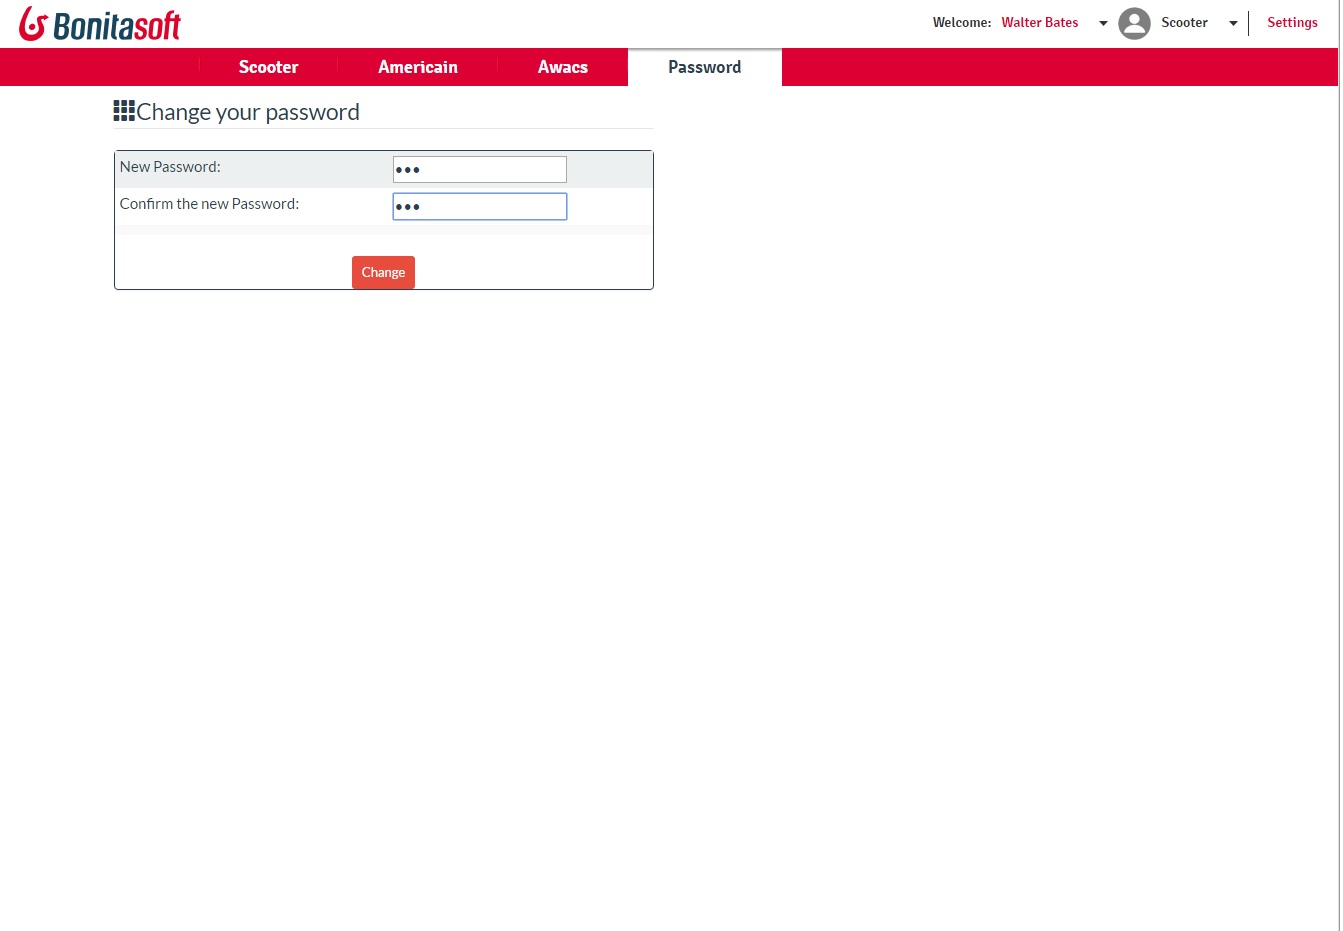 Bonitasoft
Welcome: Walter Bates Scooter Settings
Scooter Americain Awacs Password
Change your password
New Password: •••
Confirm the new Password: •••
Change